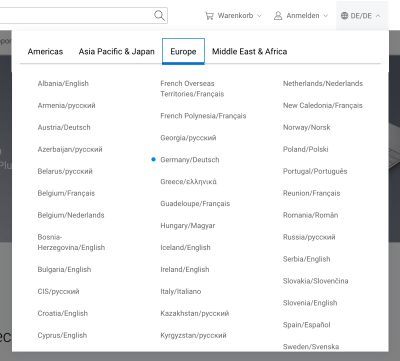 Warenkorb
Anmelden
DE/DE
Americas
Asia Pacific & Japan
Europe
Middle East & Africa
Albania/English
Armenia/русский
Austria/Deutsch
Azerbaijan/русский
Belarus/русский
Belgium/Français
Belgium/Nederlands
Bosnia-
Herzegovina/English
Bulgaria/English
CIS/русский
Croatia/English
Cyprus/English
French Overseas
Territories/Français
French Polynesia/Français
Georgia/русский
Germany/Deutsch
Greece/ελληνικά
Guadeloupe/Français
Hungary/Magyar
Iceland/English
Ireland/English
Italy/Italiano
Kazakhstan/русский
Kyrgyzstan/русский
Netherlands/Nederlands
New Caledonia/Français
Norway/Norsk
Poland/Polski
Portugal/Português
Reunion/Français
Romania/Român
Russia/русский
Serbia/English
Slovakia/Slovenčina
Slovenia/English
Spain/Español
Sweden/Svenska